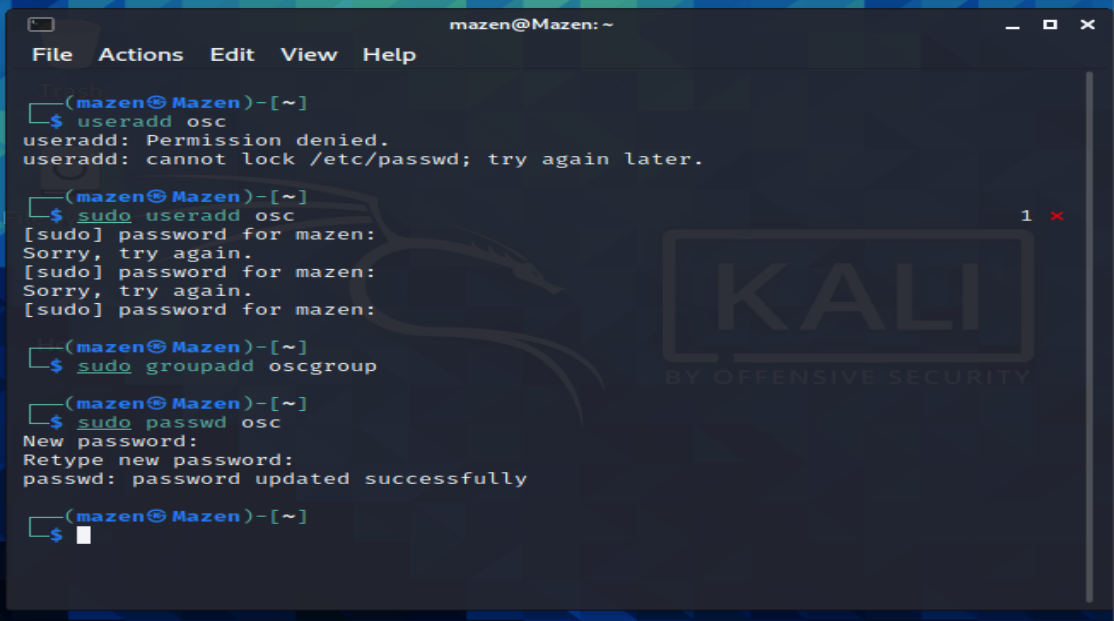 mazen@Mazen: ~
File Actions Edit View Help
Trash
┌──(mazen㉿Mazen)-[~]
└─$ useradd osc
useradd: Permission denied.
useradd: cannot lock /etc/passwd; try again later.
┌──(mazen㉿Mazen)-[~]
└─$ sudo useradd osc 1 ⨯
[sudo] password for mazen:
Sorry, try again.
[sudo] password for mazen:
Sorry, try again.
[sudo] password for mazen:
┌──(mazen㉿Mazen)-[~]
└─$ sudo groupadd oscgroup
┌──(mazen㉿Mazen)-[~]
└─$ sudo passwd osc
New password:
Retype new password:
passwd: password updated successfully
┌──(mazen㉿Mazen)-[~]
└─$
KALI
BY OFFENSIVE SECURITY